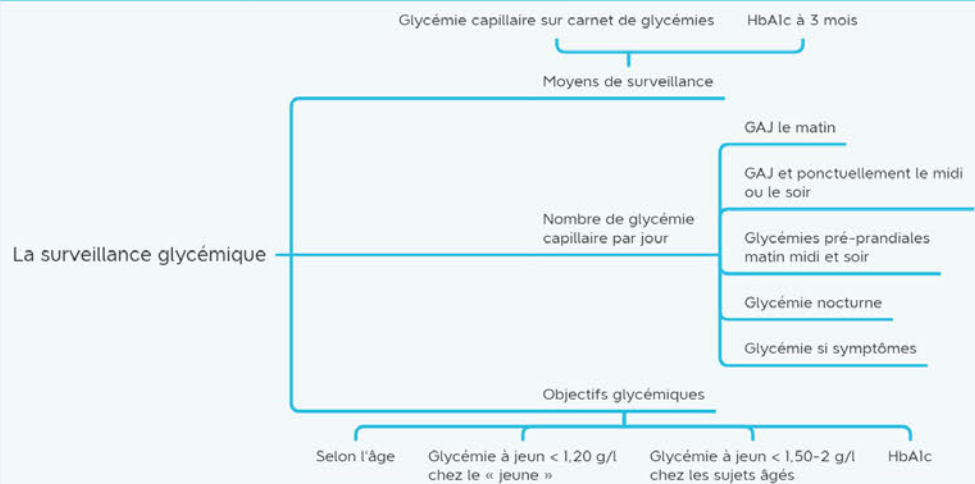 Glycémie capillaire sur carnet de glycémies
HbA1c à 3 mois
Moyens de surveillance
GAJ le matin
GAJ et ponctuellement le midi
ou le soir
Nombre de glycémie
capillaire par jour
Glycémies pré-prandiales
matin midi et soir
La surveillance glycémique
Glycémie nocturne
Glycémie si symptômes
Objectifs glycémiques
Selon l'âge
Glycémie à jeun < 1,20 g/l
chez le « jeune »
Glycémie à jeun < 1,50-2 g/l
chez les sujets âgés
HbA1c